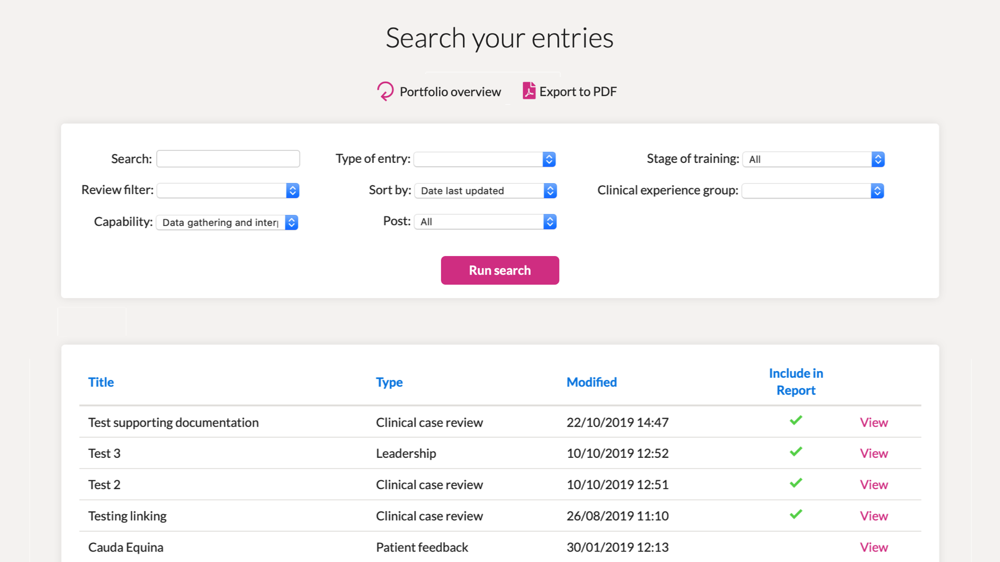 Search your entries
Portfolio overview Export to PDF
Search: Type of entry: Stage of training: All
Review filter: Sort by: Date last updated Clinical experience group:
Capability: Data gathering and inter Post: All
Run search
Title Type Modified Include in Report
Test supporting documentation Clinical case review 22/10/2019 14:47 View
Test 3 Leadership 10/10/2019 12:52 View
Test 2 Clinical case review 10/10/2019 12:51 View
Testing linking Clinical case review 26/08/2019 11:10 View
Cauda Equina Patient feedback 30/01/2019 12:13 View